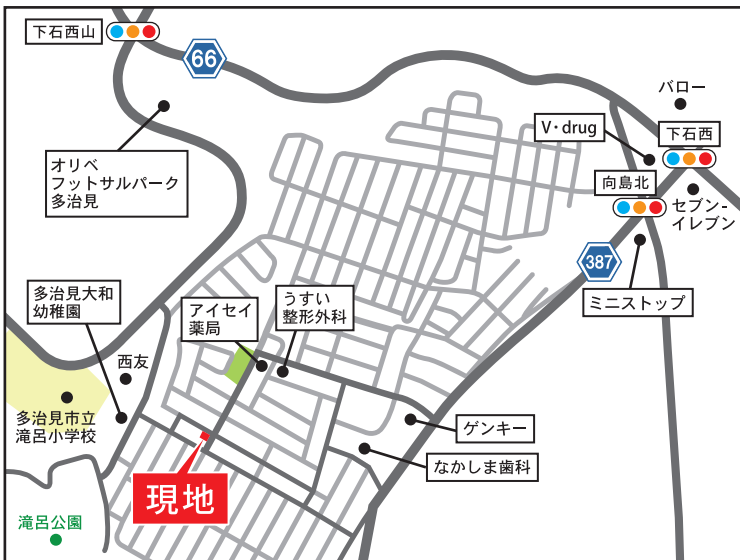 下石西山
66
バロー
V・drug
下石西
オリベ
フットサルパーク
多治見
向島北
セブン-
イレブン
387
多治見大和
幼稚園
アイセイ
薬局
うすい
整形外科
ミニストップ
西友
多治見市立
滝呂小学校
ゲンキー
なかしま歯科
現地
滝呂公園